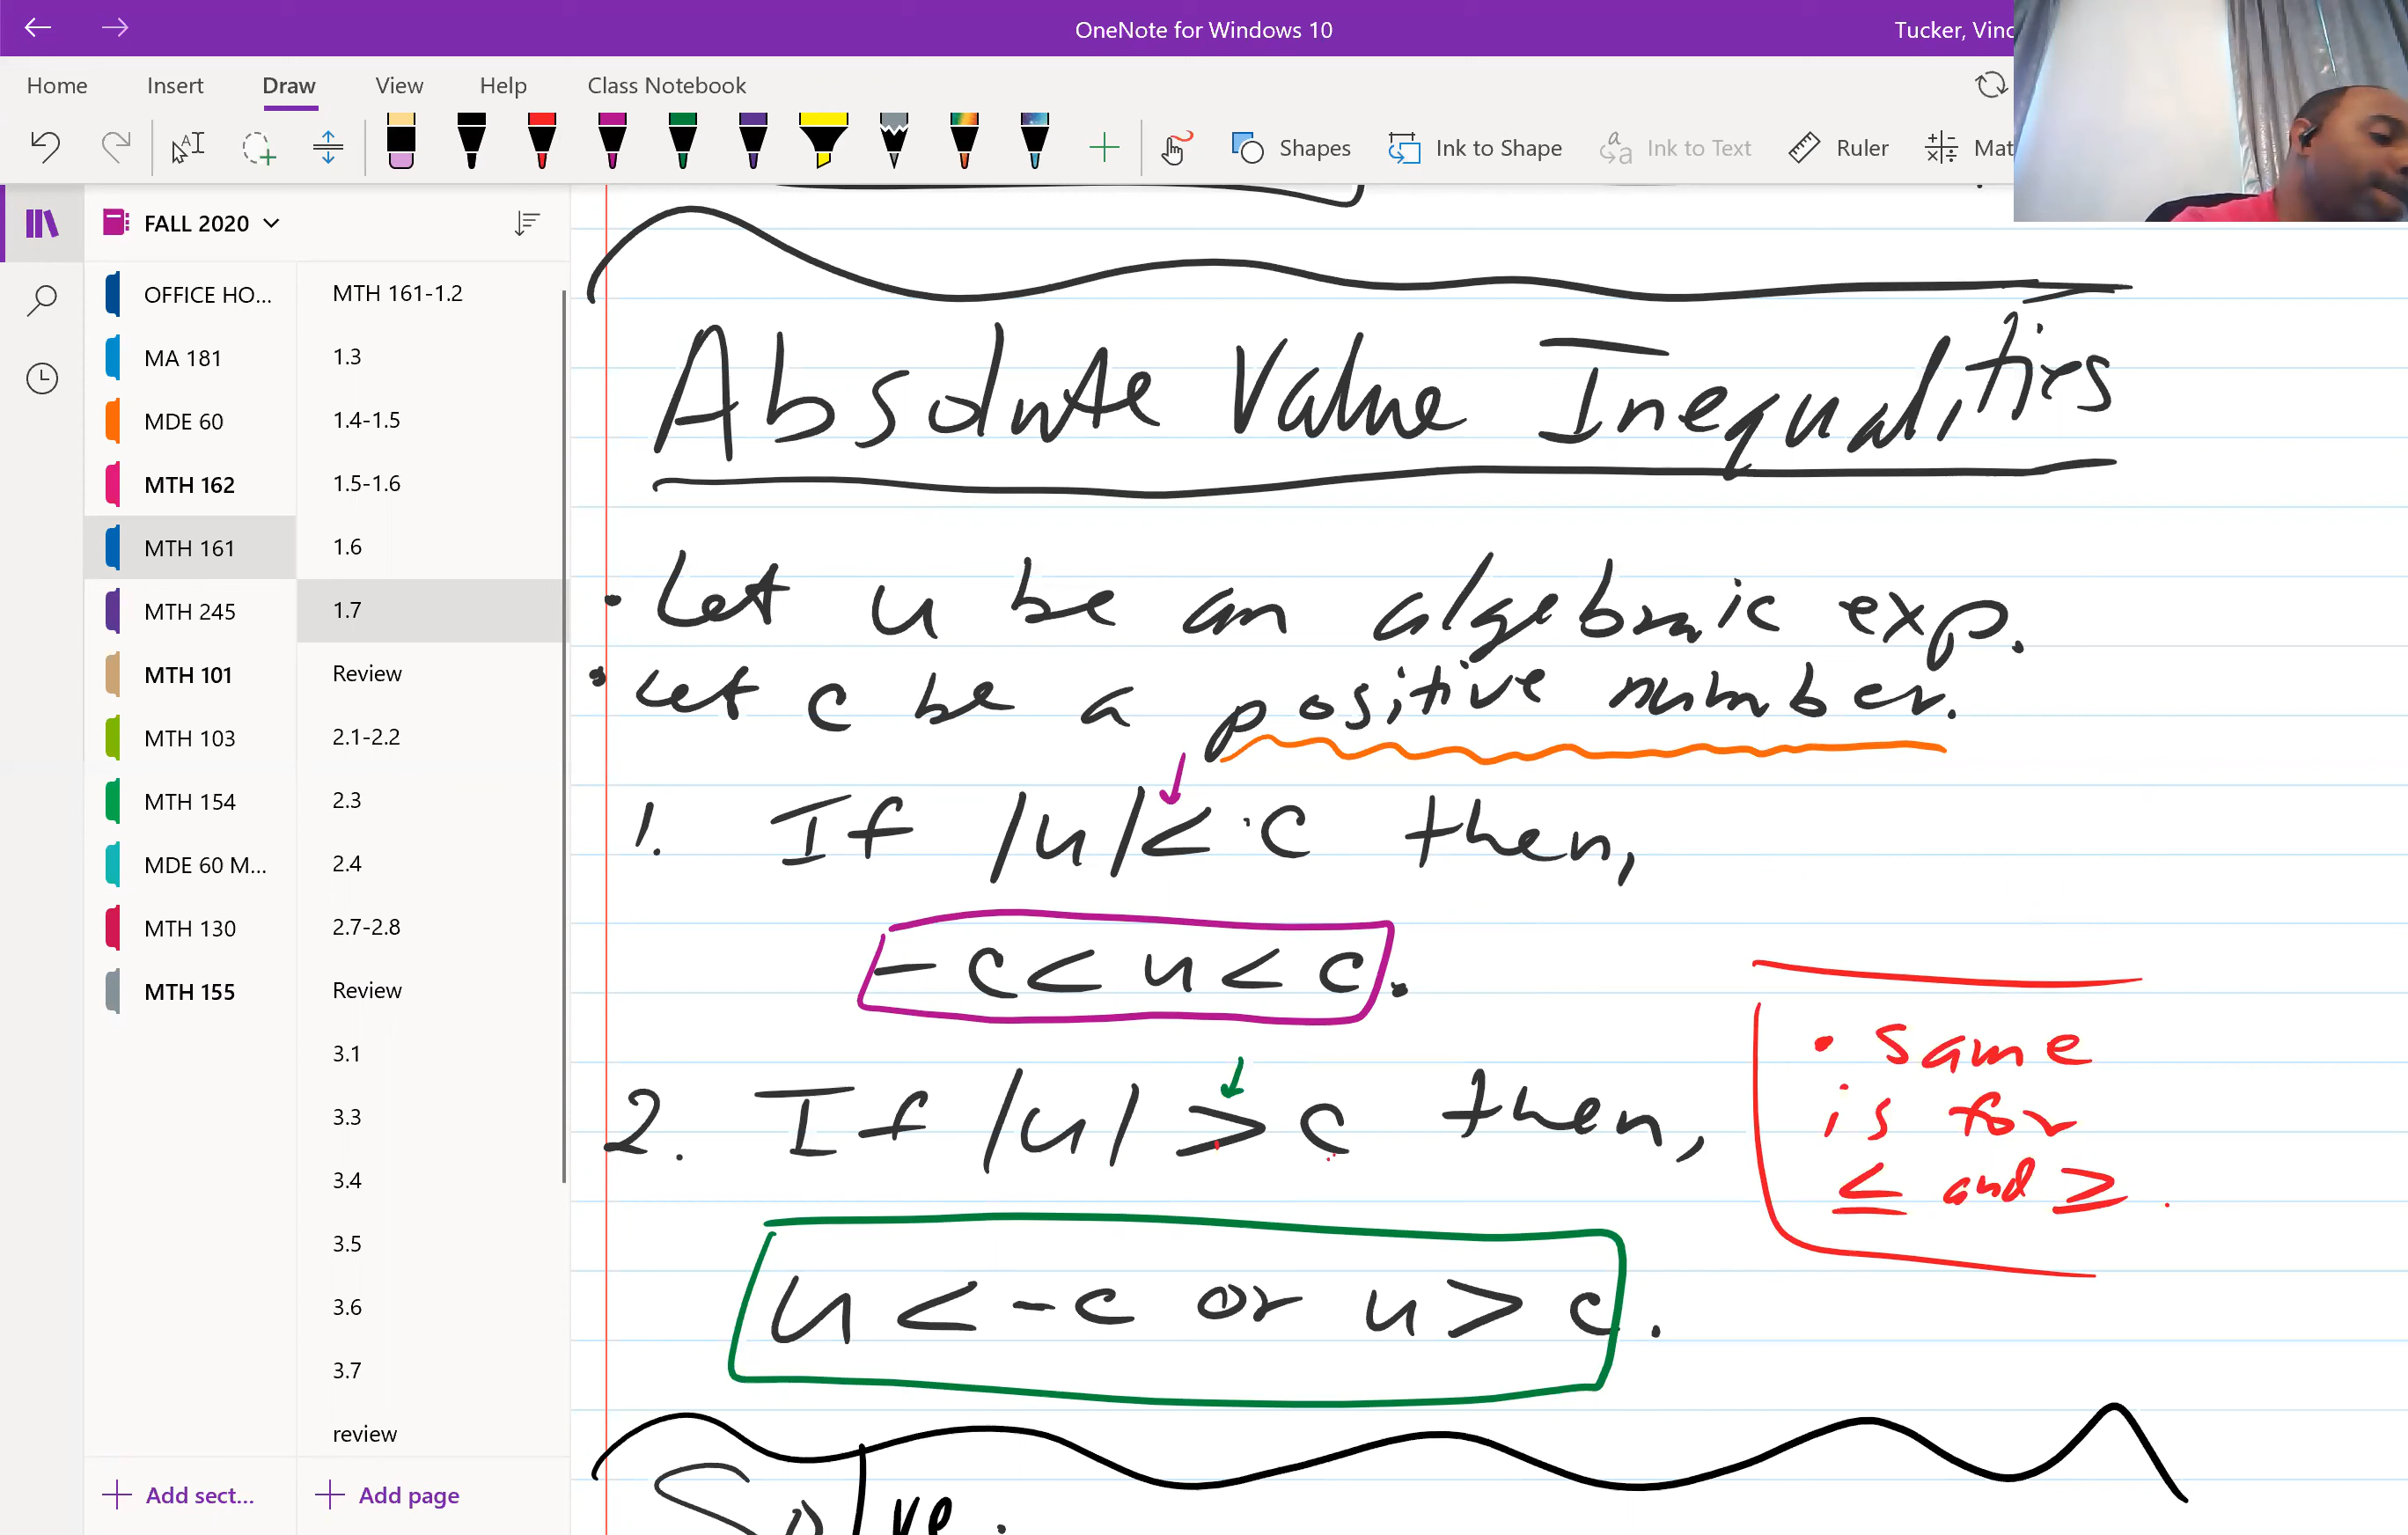 OneNote for Windows 10
Tucker, Vinc
Home Insert Draw View Help Class Notebook
Shapes Ink to Shape Ink to Text Ruler Mat
FALL 2020
OFFICE HO...
MA 181
MDE 60
MTH 162
MTH 161
MTH 245
MTH 101
MTH 103
MTH 154
MDE 60 M...
MTH 130
MTH 155
Add sect...
MTH 161-1.2
1.3
1.4-1.5
1.5-1.6
1.6
1.7
Review
2.1-2.2
2.3
2.4
2.7-2.8
Review
3.1
3.3
3.4
3.5
3.6
3.7
review
Add page
Absolute Value Inequalities
• Let u be an algebraic exp.
• Let c be a positive number.
1. If |u| < c then,
-c < u < c.
2. If |u| > c then,
u < -c or u > c.
• Same
is for
≤ and ≥.
Solve: